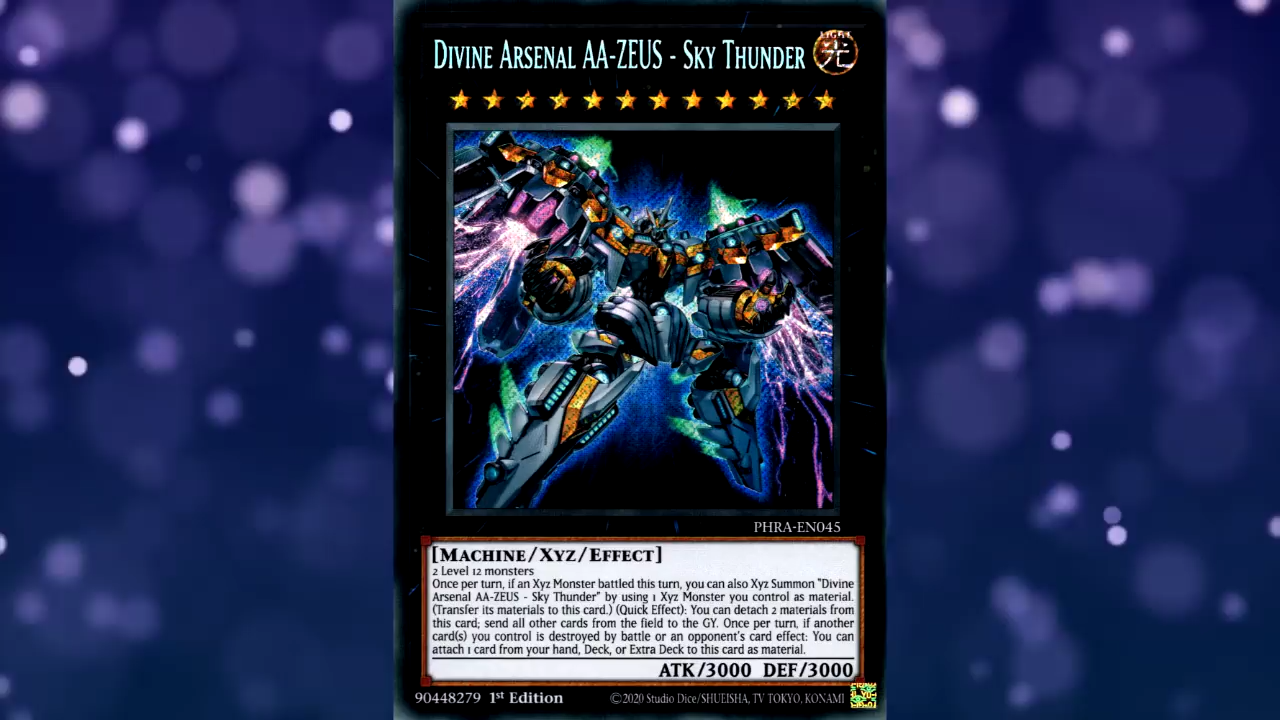 DIVINE ARSENAL AA-ZEUS - SKY THUNDER
LIGHT
光
PHRA-EN045
[MACHINE/XYZ/EFFECT]
2 Level 12 monsters
Once per turn, if an Xyz Monster battled this turn, you can also Xyz Summon "Divine
Arsenal AA-ZEUS - Sky Thunder" by using 1 Xyz Monster you control as material.
(Transfer its materials to this card.) (Quick Effect): You can detach 2 materials from
this card; send all other cards from the field to the GY. Once per turn, if another
card(s) you control is destroyed by battle or an opponent's card effect: You can
attach 1 card from your hand, Deck, or Extra Deck to this card as material.
ATK/3000 DEF/3000
90448279 1st Edition ©2020 Studio Dice/SHUEISHA, TV TOKYO, KONAMI